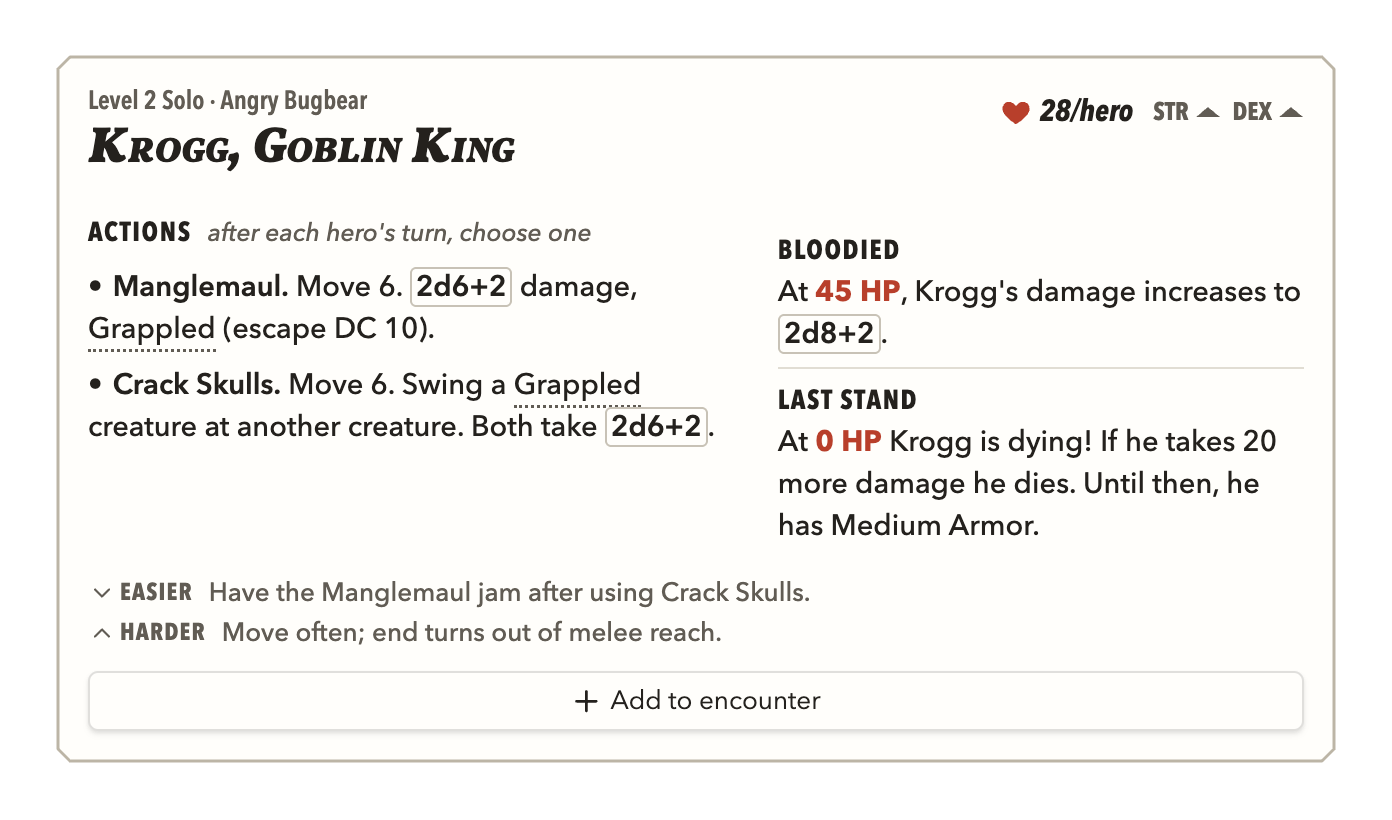 Level 2 Solo · Angry Bugbear
Krogg, Goblin King
28/hero STR DEX
ACTIONS after each hero's turn, choose one
• Manglemaul. Move 6. 2d6+2 damage,
Grappled (escape DC 10).
• Crack Skulls. Move 6. Swing a Grappled
creature at another creature. Both take 2d6+2.
BLOODIED
At 45 HP, Krogg's damage increases to
2d8+2.
LAST STAND
At 0 HP Krogg is dying! If he takes 20
more damage he dies. Until then, he
has Medium Armor.
EASIER Have the Manglemaul jam after using Crack Skulls.
HARDER Move often; end turns out of melee reach.
+ Add to encounter